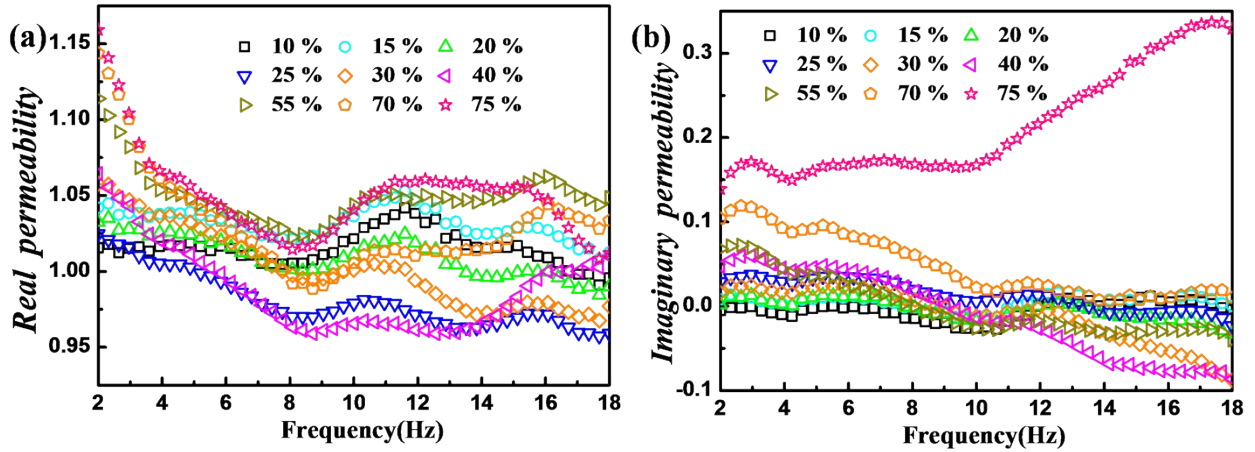 (a)
1.15
1.10
1.05
1.00
0.95
Real permeability
10 % 15 % 20 %
25 % 30 % 40 %
55 % 70 % 75 %
2 4 6 8 10 12 14 16 18
Frequency(Hz)
(b)
0.3
0.2
0.1
0.0
-0.1
Imaginary permeability
10 % 15 % 20 %
25 % 30 % 40 %
55 % 70 % 75 %
2 4 6 8 10 12 14 16 18
Frequency(Hz)